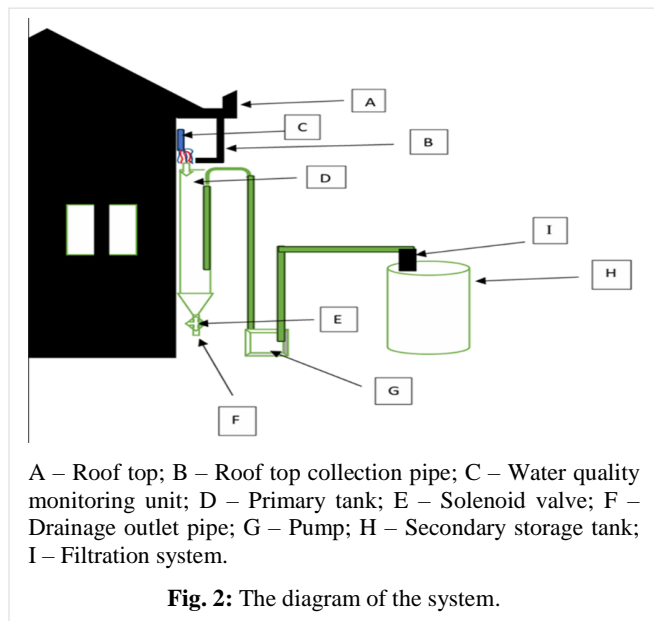 A
C
B
D
I
H
E
G
F
A – Roof top; B – Roof top collection pipe; C – Water quality
monitoring unit; D – Primary tank; E – Solenoid valve; F –
Drainage outlet pipe; G – Pump; H – Secondary storage tank;
I – Filtration system.
Fig. 2: The diagram of the system.